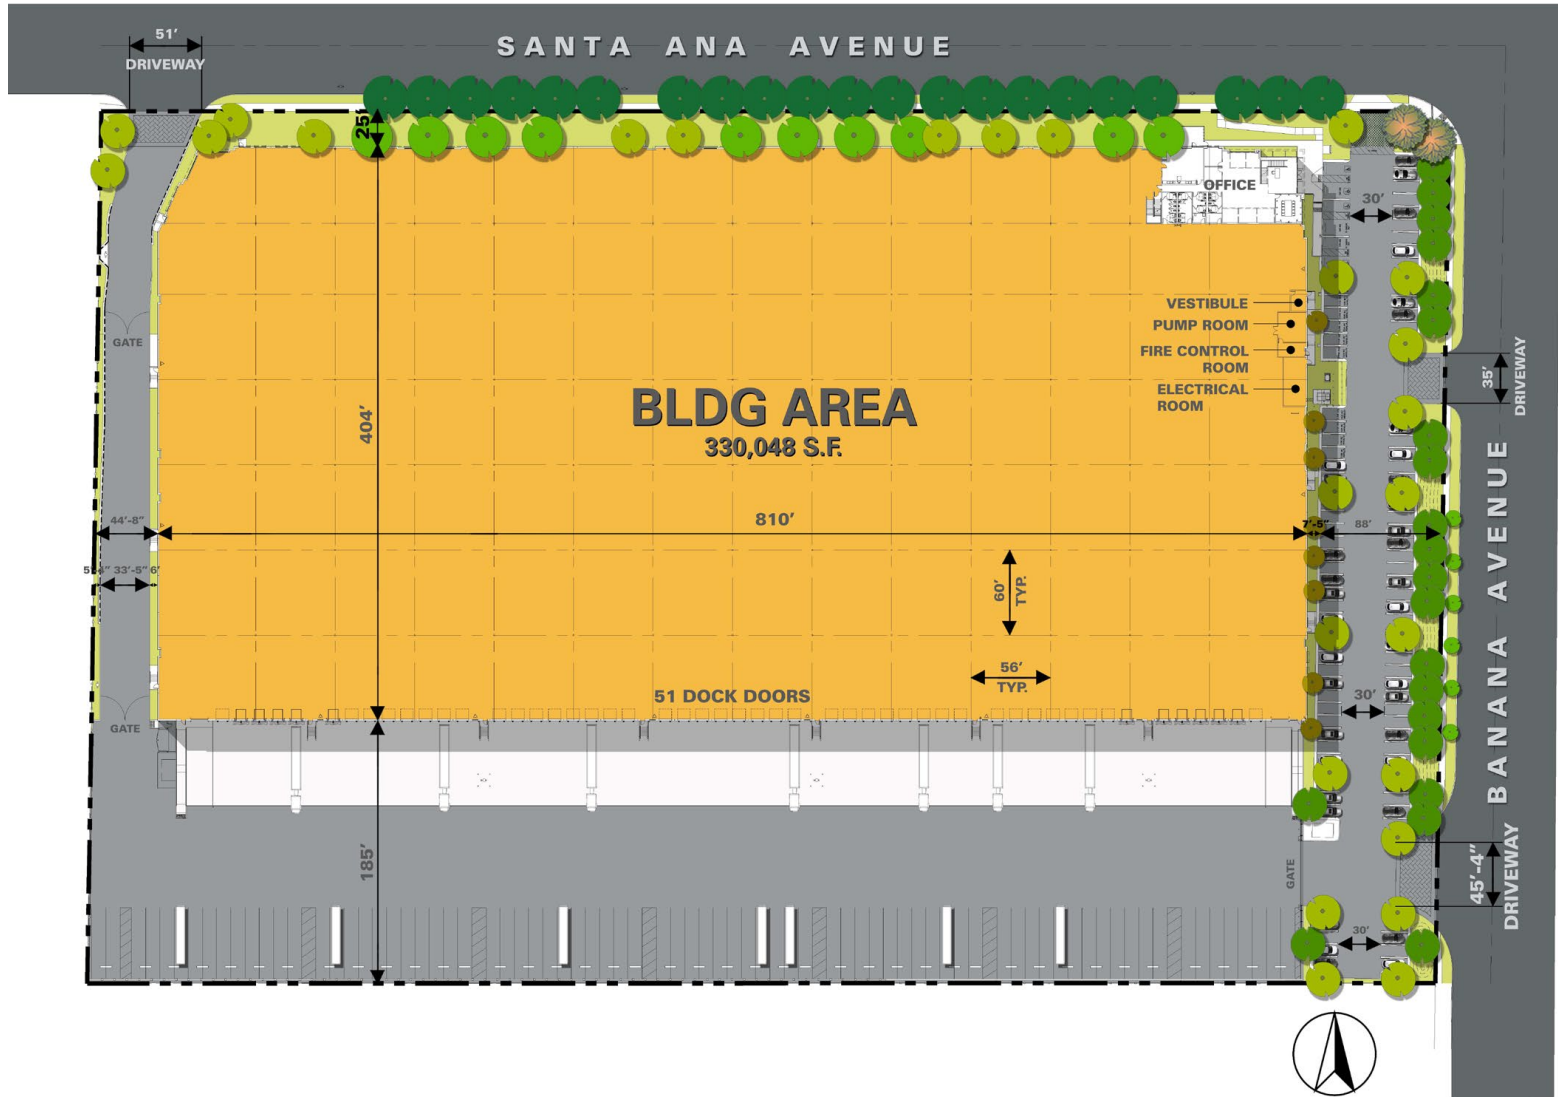 51'
DRIVEWAY
SANTA ANA AVENUE
25'
OFFICE
30'
VESTIBULE
PUMP ROOM
FIRE CONTROL
ROOM
ELECTRICAL
ROOM
GATE
35'
DRIVEWAY
404'
BLDG AREA
330,048 S.F.
44'-8"
810'
7'-5"
88'
BANANA AVENUE
33'-5"
6'
60'
TYP.
56'
TYP.
51 DOCK DOORS
30'
GATE
185'
GATE
45'-4"
DRIVEWAY
30'